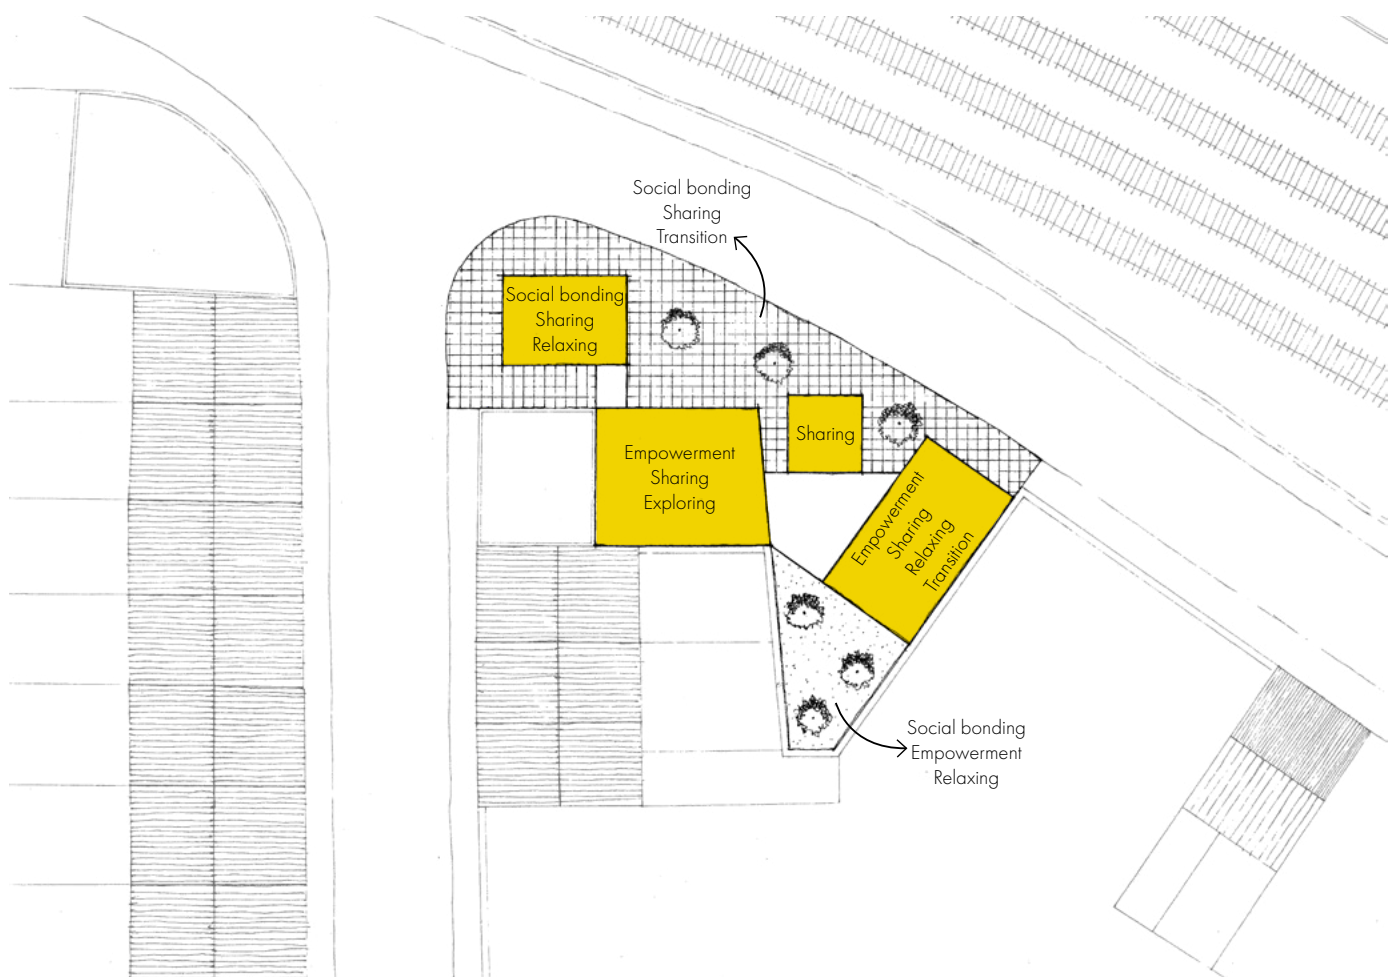 Social bonding
Sharing
Transition
Social bonding
Sharing
Relaxing
Sharing
Empowerment
Sharing
Exploring
Empowerment
Sharing
Relaxing
Transition
Social bonding
Empowerment
Relaxing